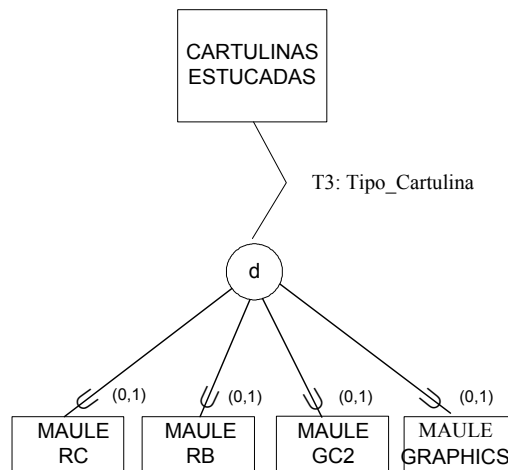 CARTULINAS
ESTUCADAS
T3: Tipo_Cartulina
d
(0,1)
(0,1)
(0,1)
(0,1)
MAULE
RC
MAULE
RB
MAULE
GC2
MAULE
GRAPHICS